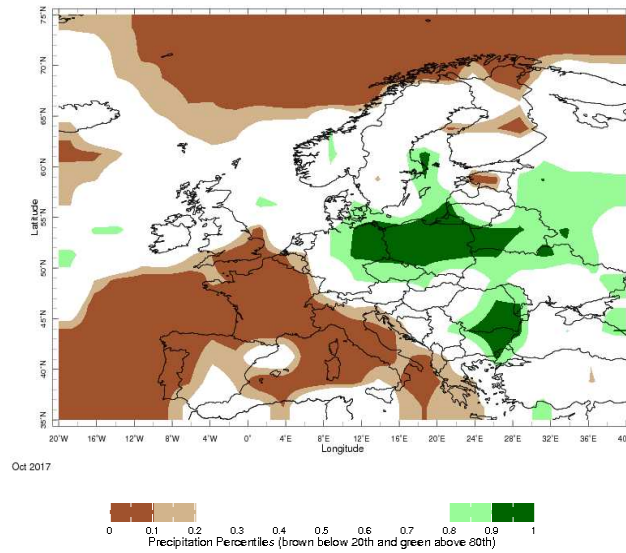 75°N
70°N
65°N
60°N
55°N
50°N
45°N
40°N
35°N
Latitude
20°W 16°W 12°W 8°W 4°W 0° 4°E 8°E 12°E 16°E 20°E 24°E 28°E 32°E 36°E 40°E
Longitude
Oct 2017
0 0.1 0.2 0.3 0.4 0.5 0.6 0.7 0.8 0.9 1
Precipitation Percentiles (brown below 20th and green above 80th)